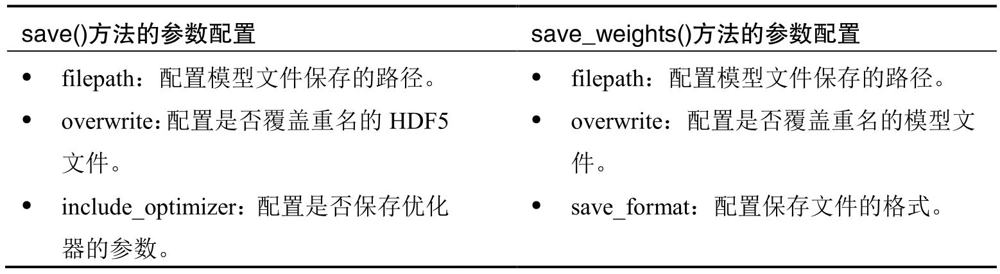 save()方法的参数配置
save_weights()方法的参数配置
• filepath：配置模型文件保存的路径。
• overwrite：配置是否覆盖重名的 HDF5
文件。
• include_optimizer：配置是否保存优化
器的参数。
• filepath：配置模型文件保存的路径。
• overwrite：配置是否覆盖重名的模型文
件。
• save_format：配置保存文件的格式。